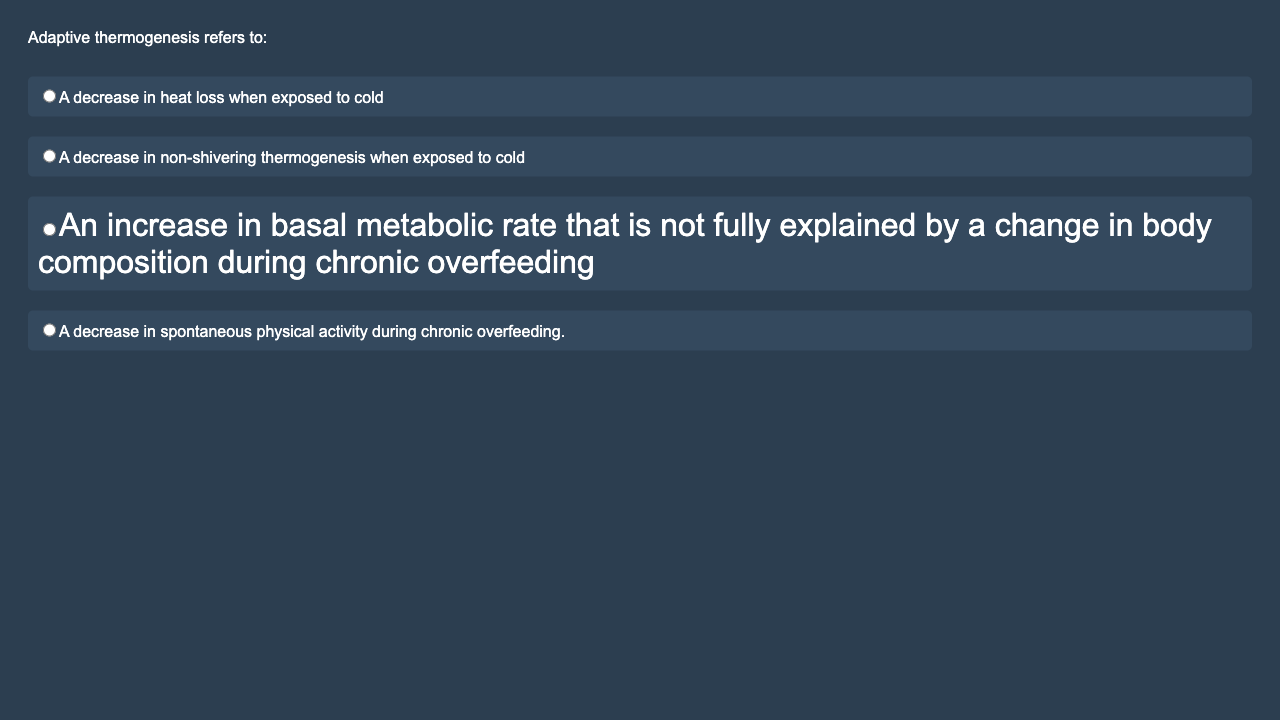 Adaptive thermogenesis refers to:
A decrease in heat loss when exposed to cold
A decrease in non-shivering thermogenesis when exposed to cold
An increase in basal metabolic rate that is not fully explained by a change in body
composition during chronic overfeeding
A decrease in spontaneous physical activity during chronic overfeeding.